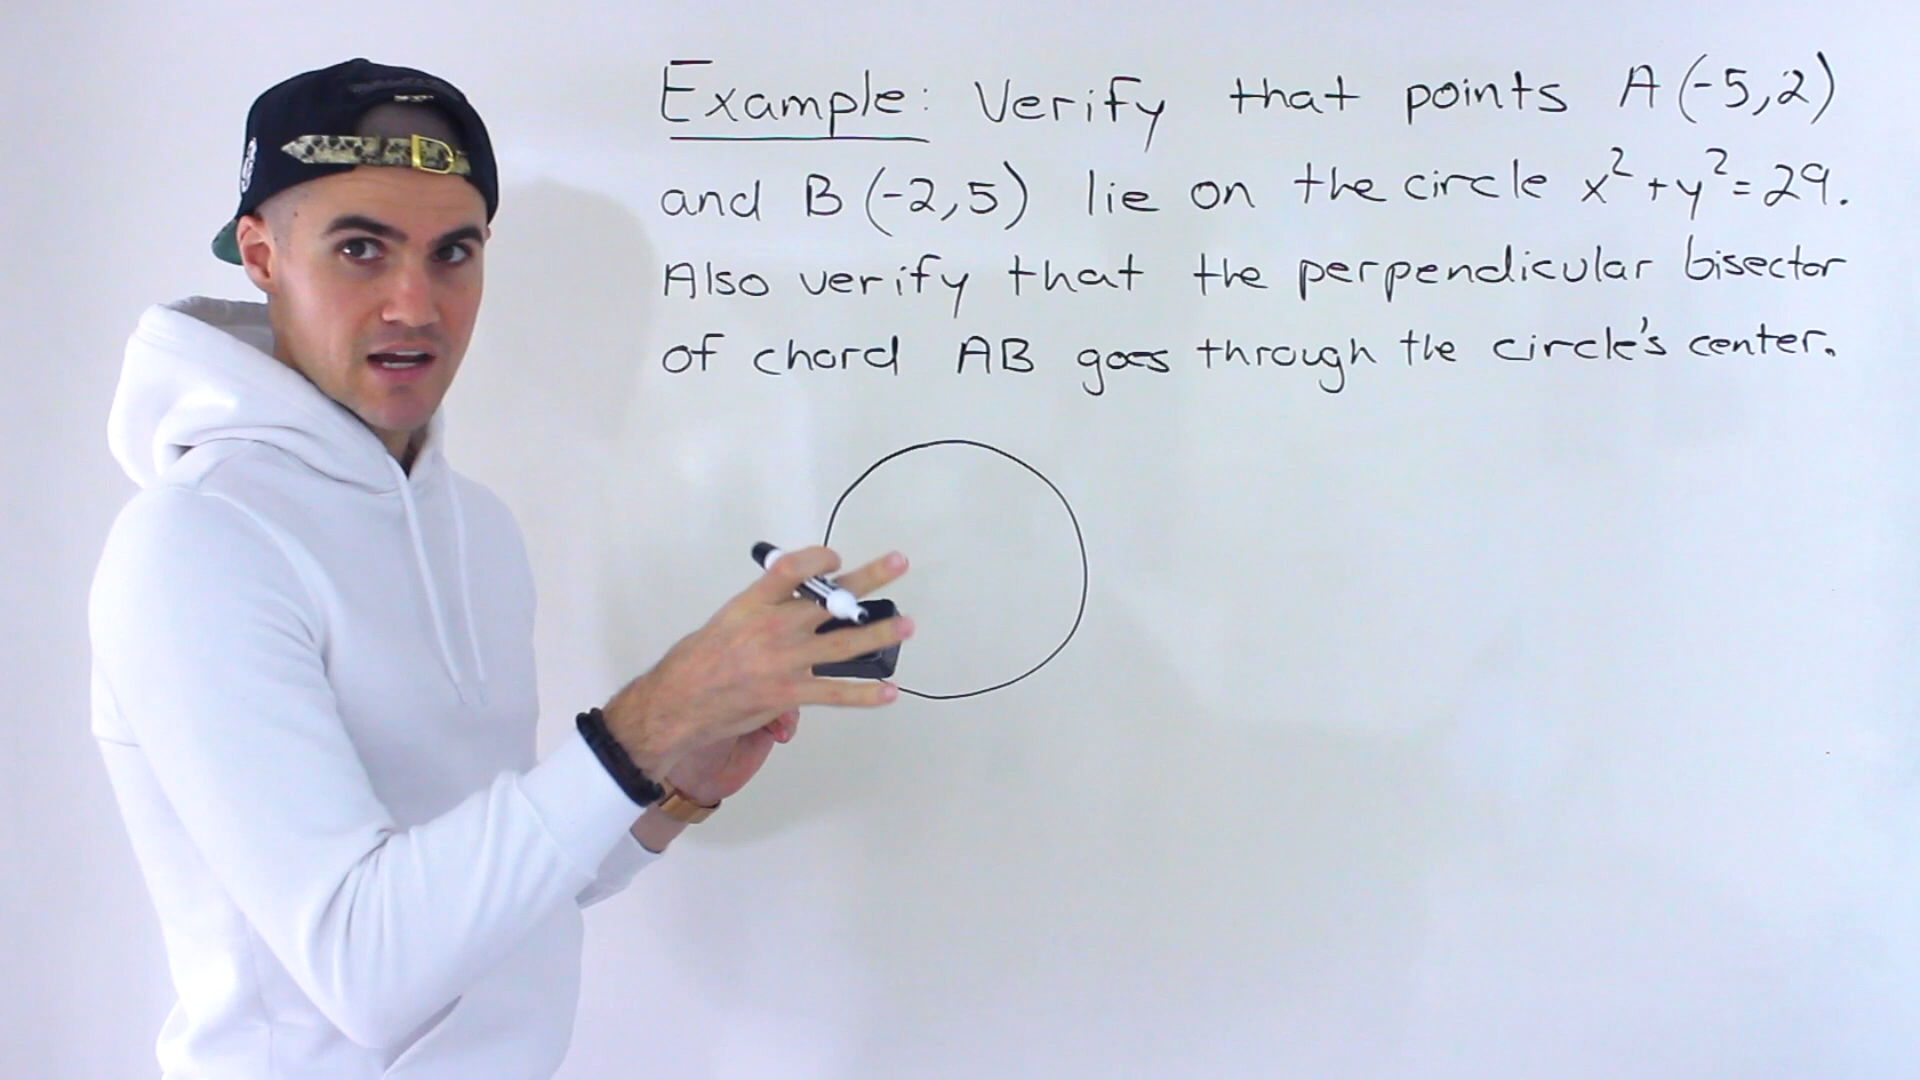 Example: Verify that points A(-5,2)
and B(-2,5) lie on the circle x²+y²=29.
Also verify that the perpendicular bisector
of chord AB goes through the circle's center.